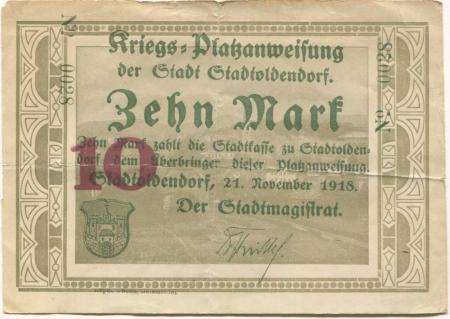 Kriegs=Platzanweisung
der Stadt Stadtoldendorf.
Zehn Mark
Zehn Mark zahlt die Stadtkasse zu Stadtolden-
dorf dem Überbringer dieser Platzanweisung.
10
Stadtoldendorf, 21. November 1918.
Der Stadtmagistrat.
No 0028
No 0028